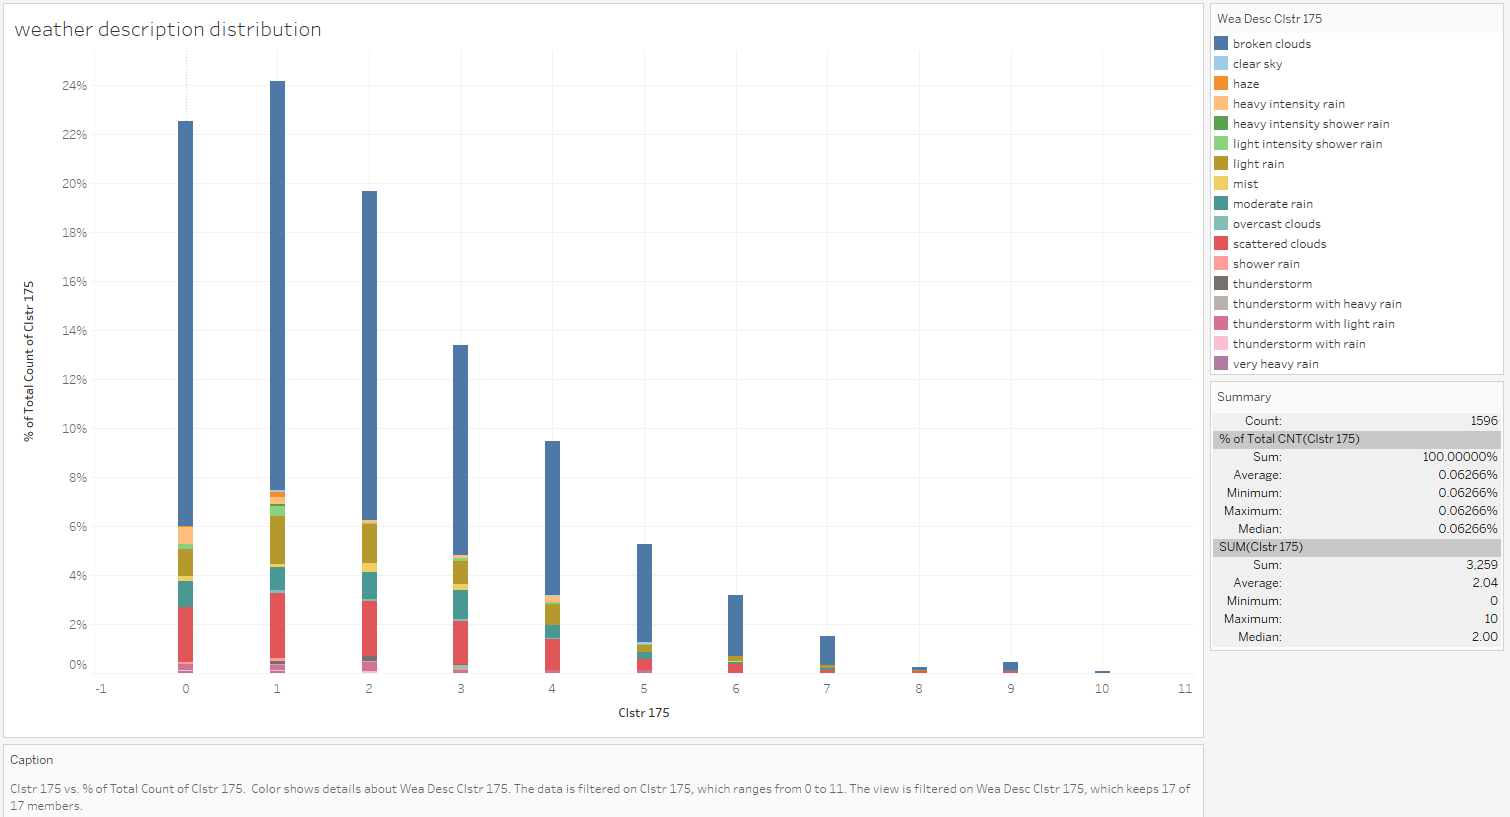 weather description distribution
24%
22%
20%
18%
16%
14%
12%
10%
8%
6%
4%
2%
0%
% of Total Count of Clstr 175
-1
0
1
2
3
4
5
6
7
8
9
10
11
Clstr 175
Wea Desc Clstr 175
broken clouds
clear sky
haze
heavy intensity rain
heavy intensity shower rain
light intensity shower rain
light rain
mist
moderate rain
overcast clouds
scattered clouds
shower rain
thunderstorm
thunderstorm with heavy rain
thunderstorm with light rain
thunderstorm with rain
very heavy rain
Summary
Count: 1596
% of Total CNT(Clstr 175)
Sum: 100.00000%
Average: 0.06266%
Minimum: 0.06266%
Maximum: 0.06266%
Median: 0.06266%
SUM(Clstr 175)
Sum: 3,259
Average: 2.04
Minimum: 0
Maximum: 10
Median: 2.00
Caption
Clstr 175 vs. % of Total Count of Clstr 175. Color shows details about Wea Desc Clstr 175. The data is filtered on Clstr 175, which ranges from 0 to 11. The view is filtered on Wea Desc Clstr 175, which keeps 17 of
17 members.